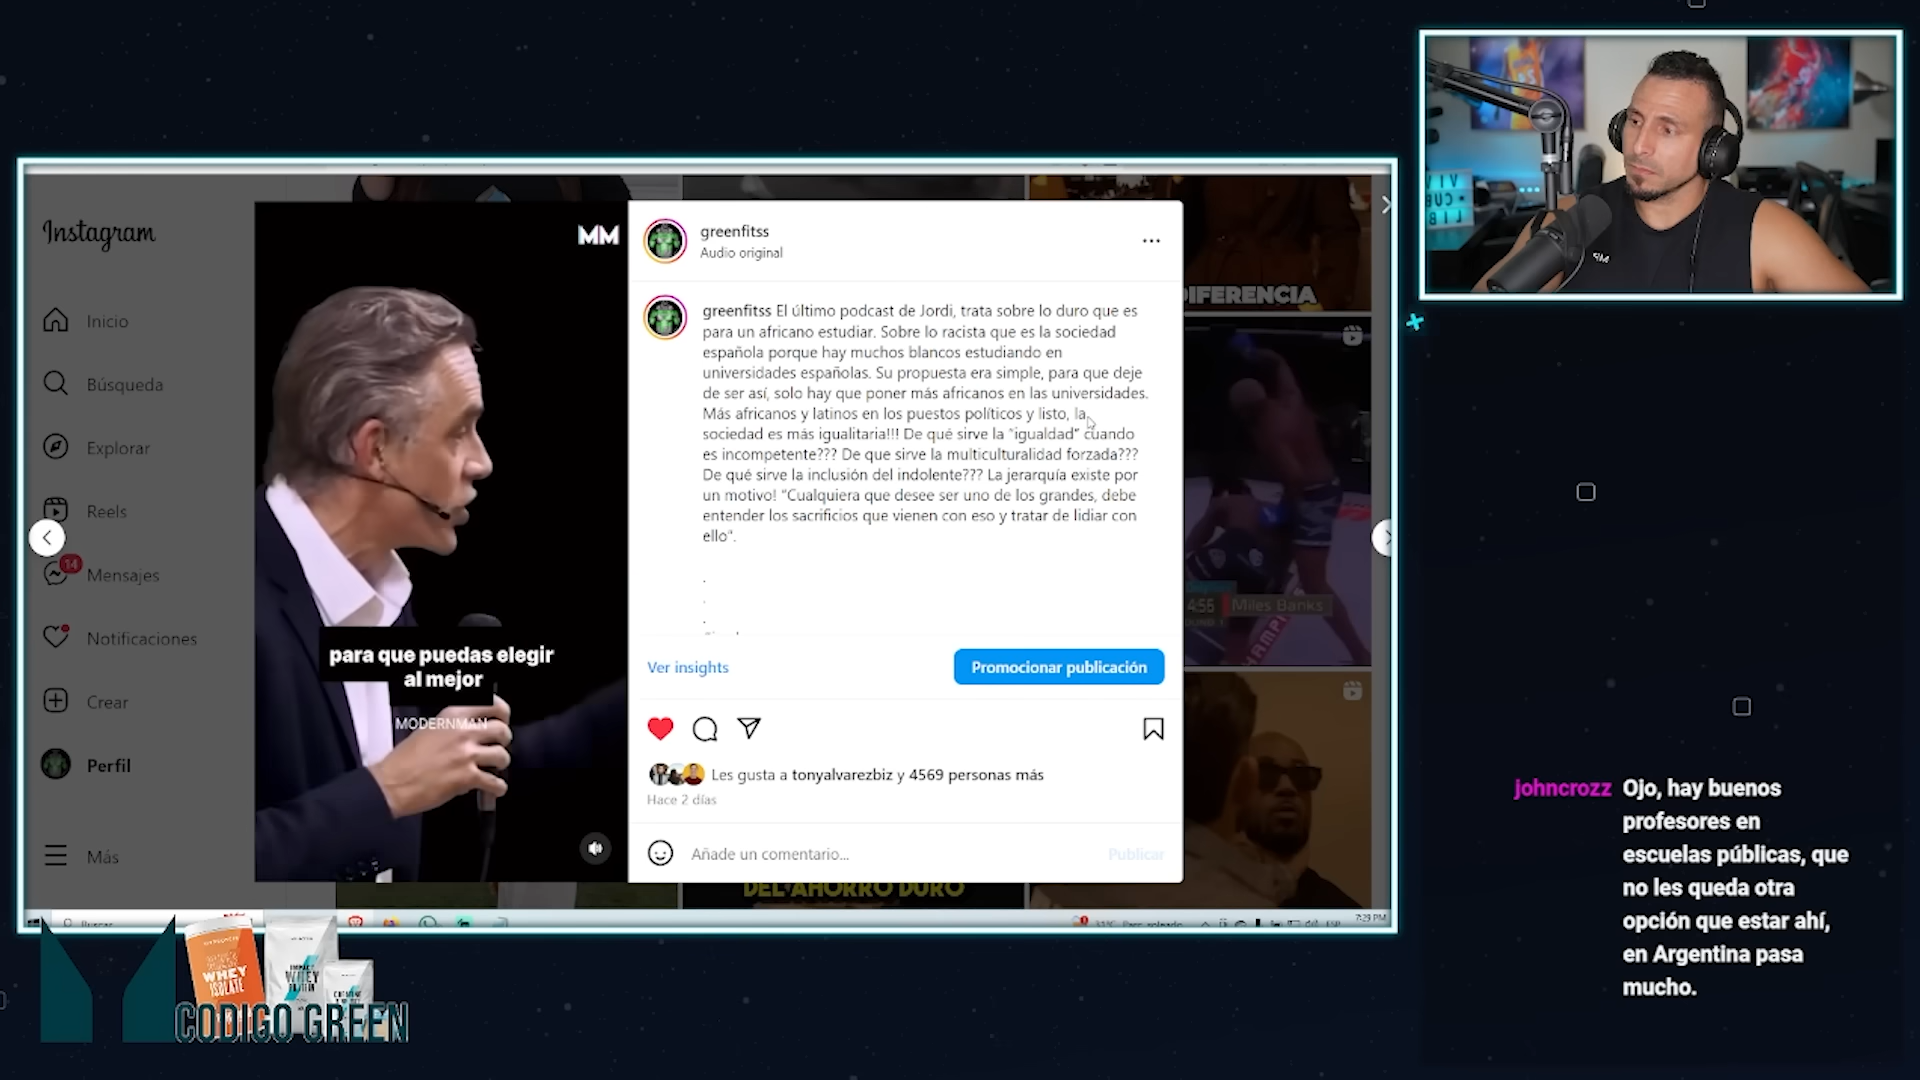 Instagram
Inicio
Búsqueda
Explorar
Reels
14
Mensajes
Notificaciones
Crear
Perfil
Más
MM
para que puedas elegir
al mejor
MODERNMAN
greenfitss
Audio original
greenfitss El último podcast de Jordi, trata sobre lo duro que es
para un africano estudiar. Sobre lo racista que es la sociedad
española porque hay muchos blancos estudiando en
universidades españolas. Su propuesta era simple, para que deje
de ser así, solo hay que poner más africanos en las universidades.
Más africanos y latinos en los puestos políticos y listo, la
sociedad es más igualitaria!!! De qué sirve la "igualdad" cuando
es incompetente??? De que sirve la multiculturalidad forzada???
De qué sirve la inclusión del indolente??? La jerarquía existe por
un motivo! "Cualquiera que desee ser uno de los grandes, debe
entender los sacrificios que vienen con eso y tratar de lidiar con
ello".
.
.
.
Ver insights
Promocionar publicación
Les gusta a tonyalvarezbiz y 4569 personas más
Hace 2 días
Añade un comentario...
Publicar
DIFERENCIA
4:55 Miles Banks
DEL AHORRO DURO
Buscar
7:29 PM
WHEY
ISOLATE
WHEY
CODIGO GREEN
johncrozz Ojo, hay buenos
profesores en
escuelas públicas, que
no les queda otra
opción que estar ahí,
en Argentina pasa
mucho.